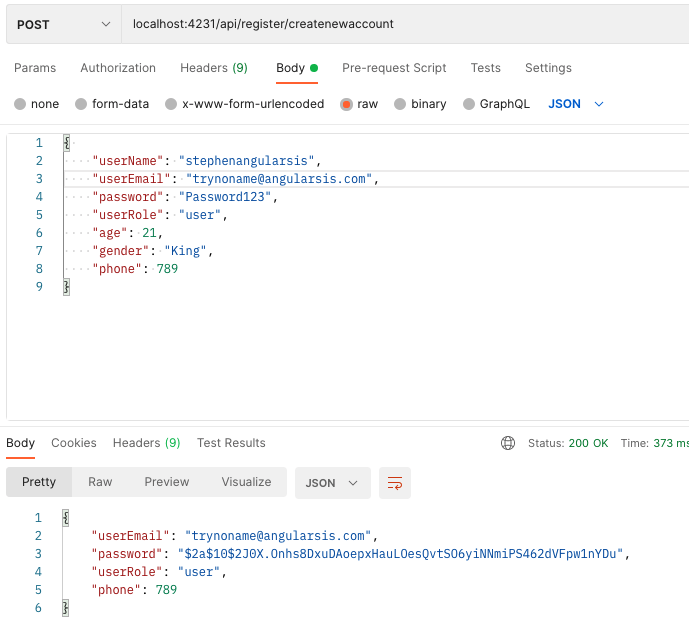 POST localhost:4231/api/register/createnewaccount
Params Authorization Headers (9) Body Pre-request Script Tests Settings
none form-data x-www-form-urlencoded raw binary GraphQL JSON
1 {
2 "userName": "stephenangularsis",
3 "userEmail": "trynoname@angularsis.com",
4 "password": "Password123",
5 "userRole": "user",
6 "age": 21,
7 "gender": "King",
8 "phone": 789
9 }
Body Cookies Headers (9) Test Results Status: 200 OK Time: 373 ms
Pretty Raw Preview Visualize JSON
1 {
2 "userEmail": "trynoname@angularsis.com",
3 "password": "$2a$10$2J0X.Onhs8DxuDAoepxHauLOesQvtSO6yiNNmiPS462dVFpw1nYDu",
4 "userRole": "user",
5 "phone": 789
6 }